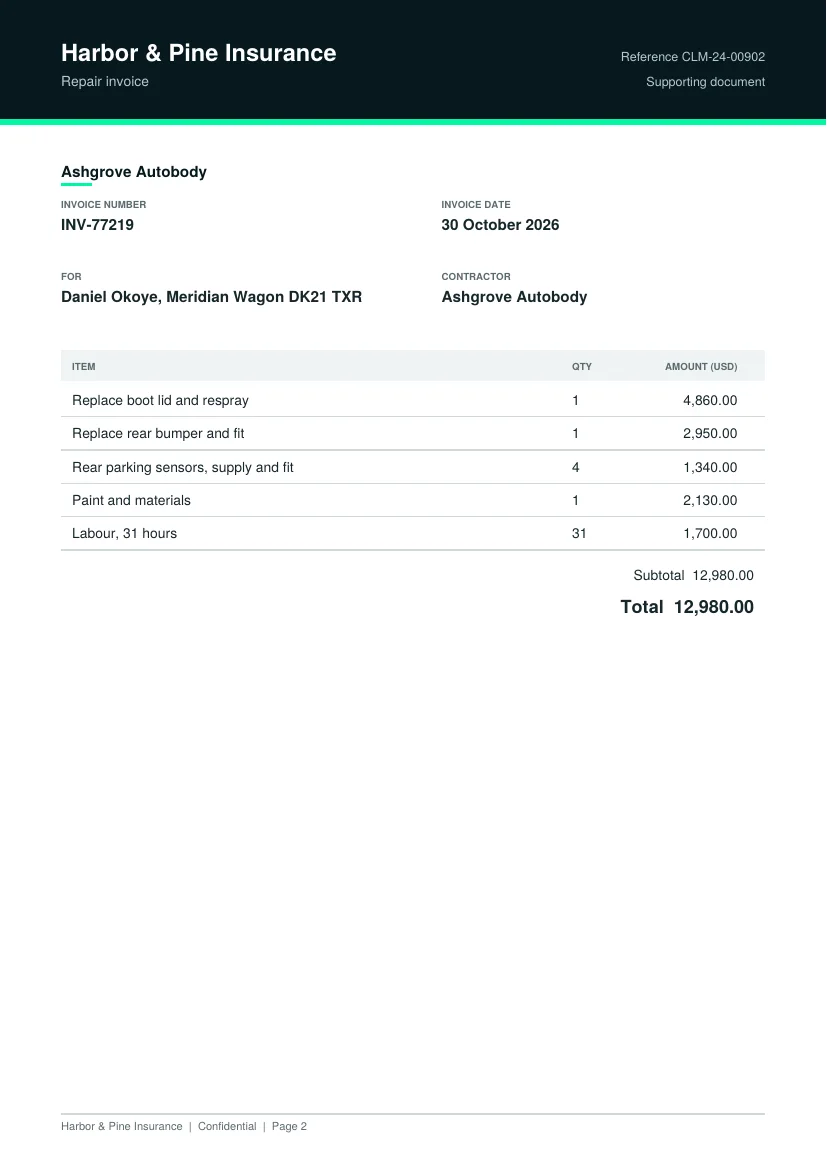 Harbor & Pine Insurance
Reference CLM-24-00902
Repair invoice
Supporting document
Ashgrove Autobody
INVOICE NUMBER
INVOICE DATE
INV-77219
30 October 2026
FOR
CONTRACTOR
Daniel Okoye, Meridian Wagon DK21 TXR
Ashgrove Autobody
ITEM QTY AMOUNT (USD)
Replace boot lid and respray 1 4,860.00
Replace rear bumper and fit 1 2,950.00
Rear parking sensors, supply and fit 4 1,340.00
Paint and materials 1 2,130.00
Labour, 31 hours 31 1,700.00
Subtotal 12,980.00
Total 12,980.00
Harbor & Pine Insurance | Confidential | Page 2